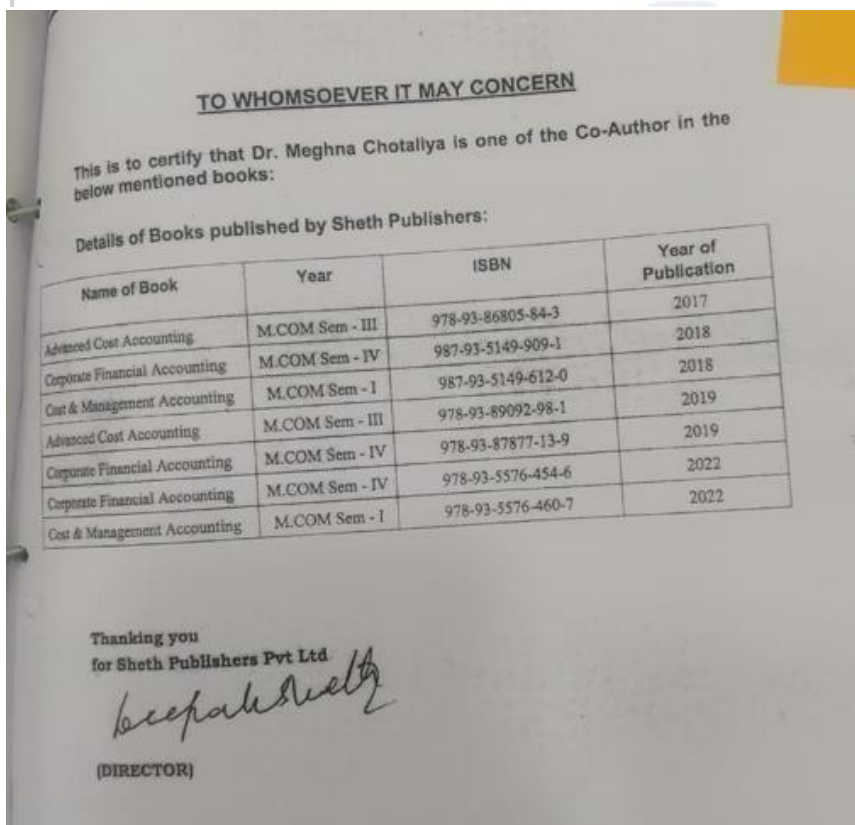 TO WHOMSOEVER IT MAY CONCERN
This is to certify that Dr. Meghna Chotaliya is one of the Co-Author in the
below mentioned books:
Details of Books published by Sheth Publishers:
Name of Book Year ISBN Year of Publication
Advanced Cost Accounting M.COM Sem - III 978-93-86805-84-3 2017
Corporate Financial Accounting M.COM Sem - IV 987-93-5149-909-1 2018
Cost & Management Accounting M.COM Sem - I 987-93-5149-612-0 2018
Advanced Cost Accounting M.COM Sem - III 978-93-89092-98-1 2019
Corporate Financial Accounting M.COM Sem - IV 978-93-87877-13-9 2019
Corporate Financial Accounting M.COM Sem - IV 978-93-5576-454-6 2022
Cost & Management Accounting M.COM Sem - I 978-93-5576-460-7 2022
Thanking you
for Sheth Publishers Pvt Ltd
(DIRECTOR)